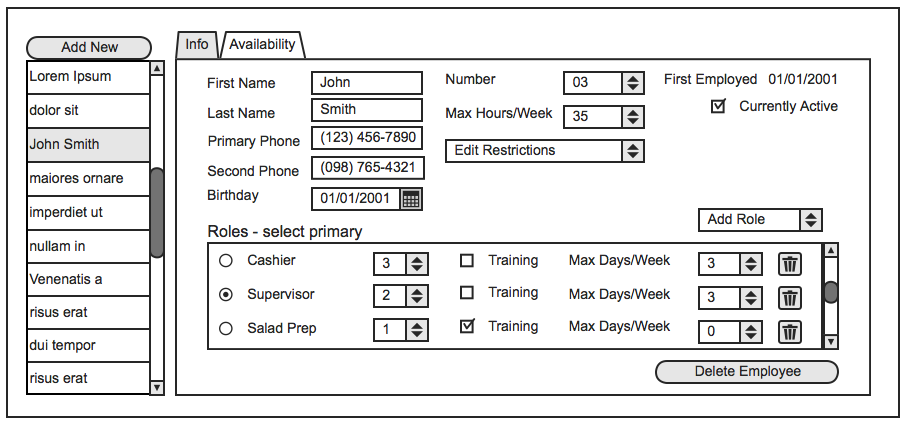 Add New
Lorem Ipsum
dolor sit
John Smith
maiores ornare
imperdiet ut
nullam in
Venenatis a
risus erat
dui tempor
risus erat
Info Availability
First Name John
Last Name Smith
Primary Phone (123) 456-7890
Second Phone (098) 765-4321
Birthday 01/01/2001
Number 03
Max Hours/Week 35
Edit Restrictions
First Employed 01/01/2001
Currently Active
Add Role
Roles - select primary
Cashier 3 Training Max Days/Week 3
Supervisor 2 Training Max Days/Week 3
Salad Prep 1 Training Max Days/Week 0
Delete Employee